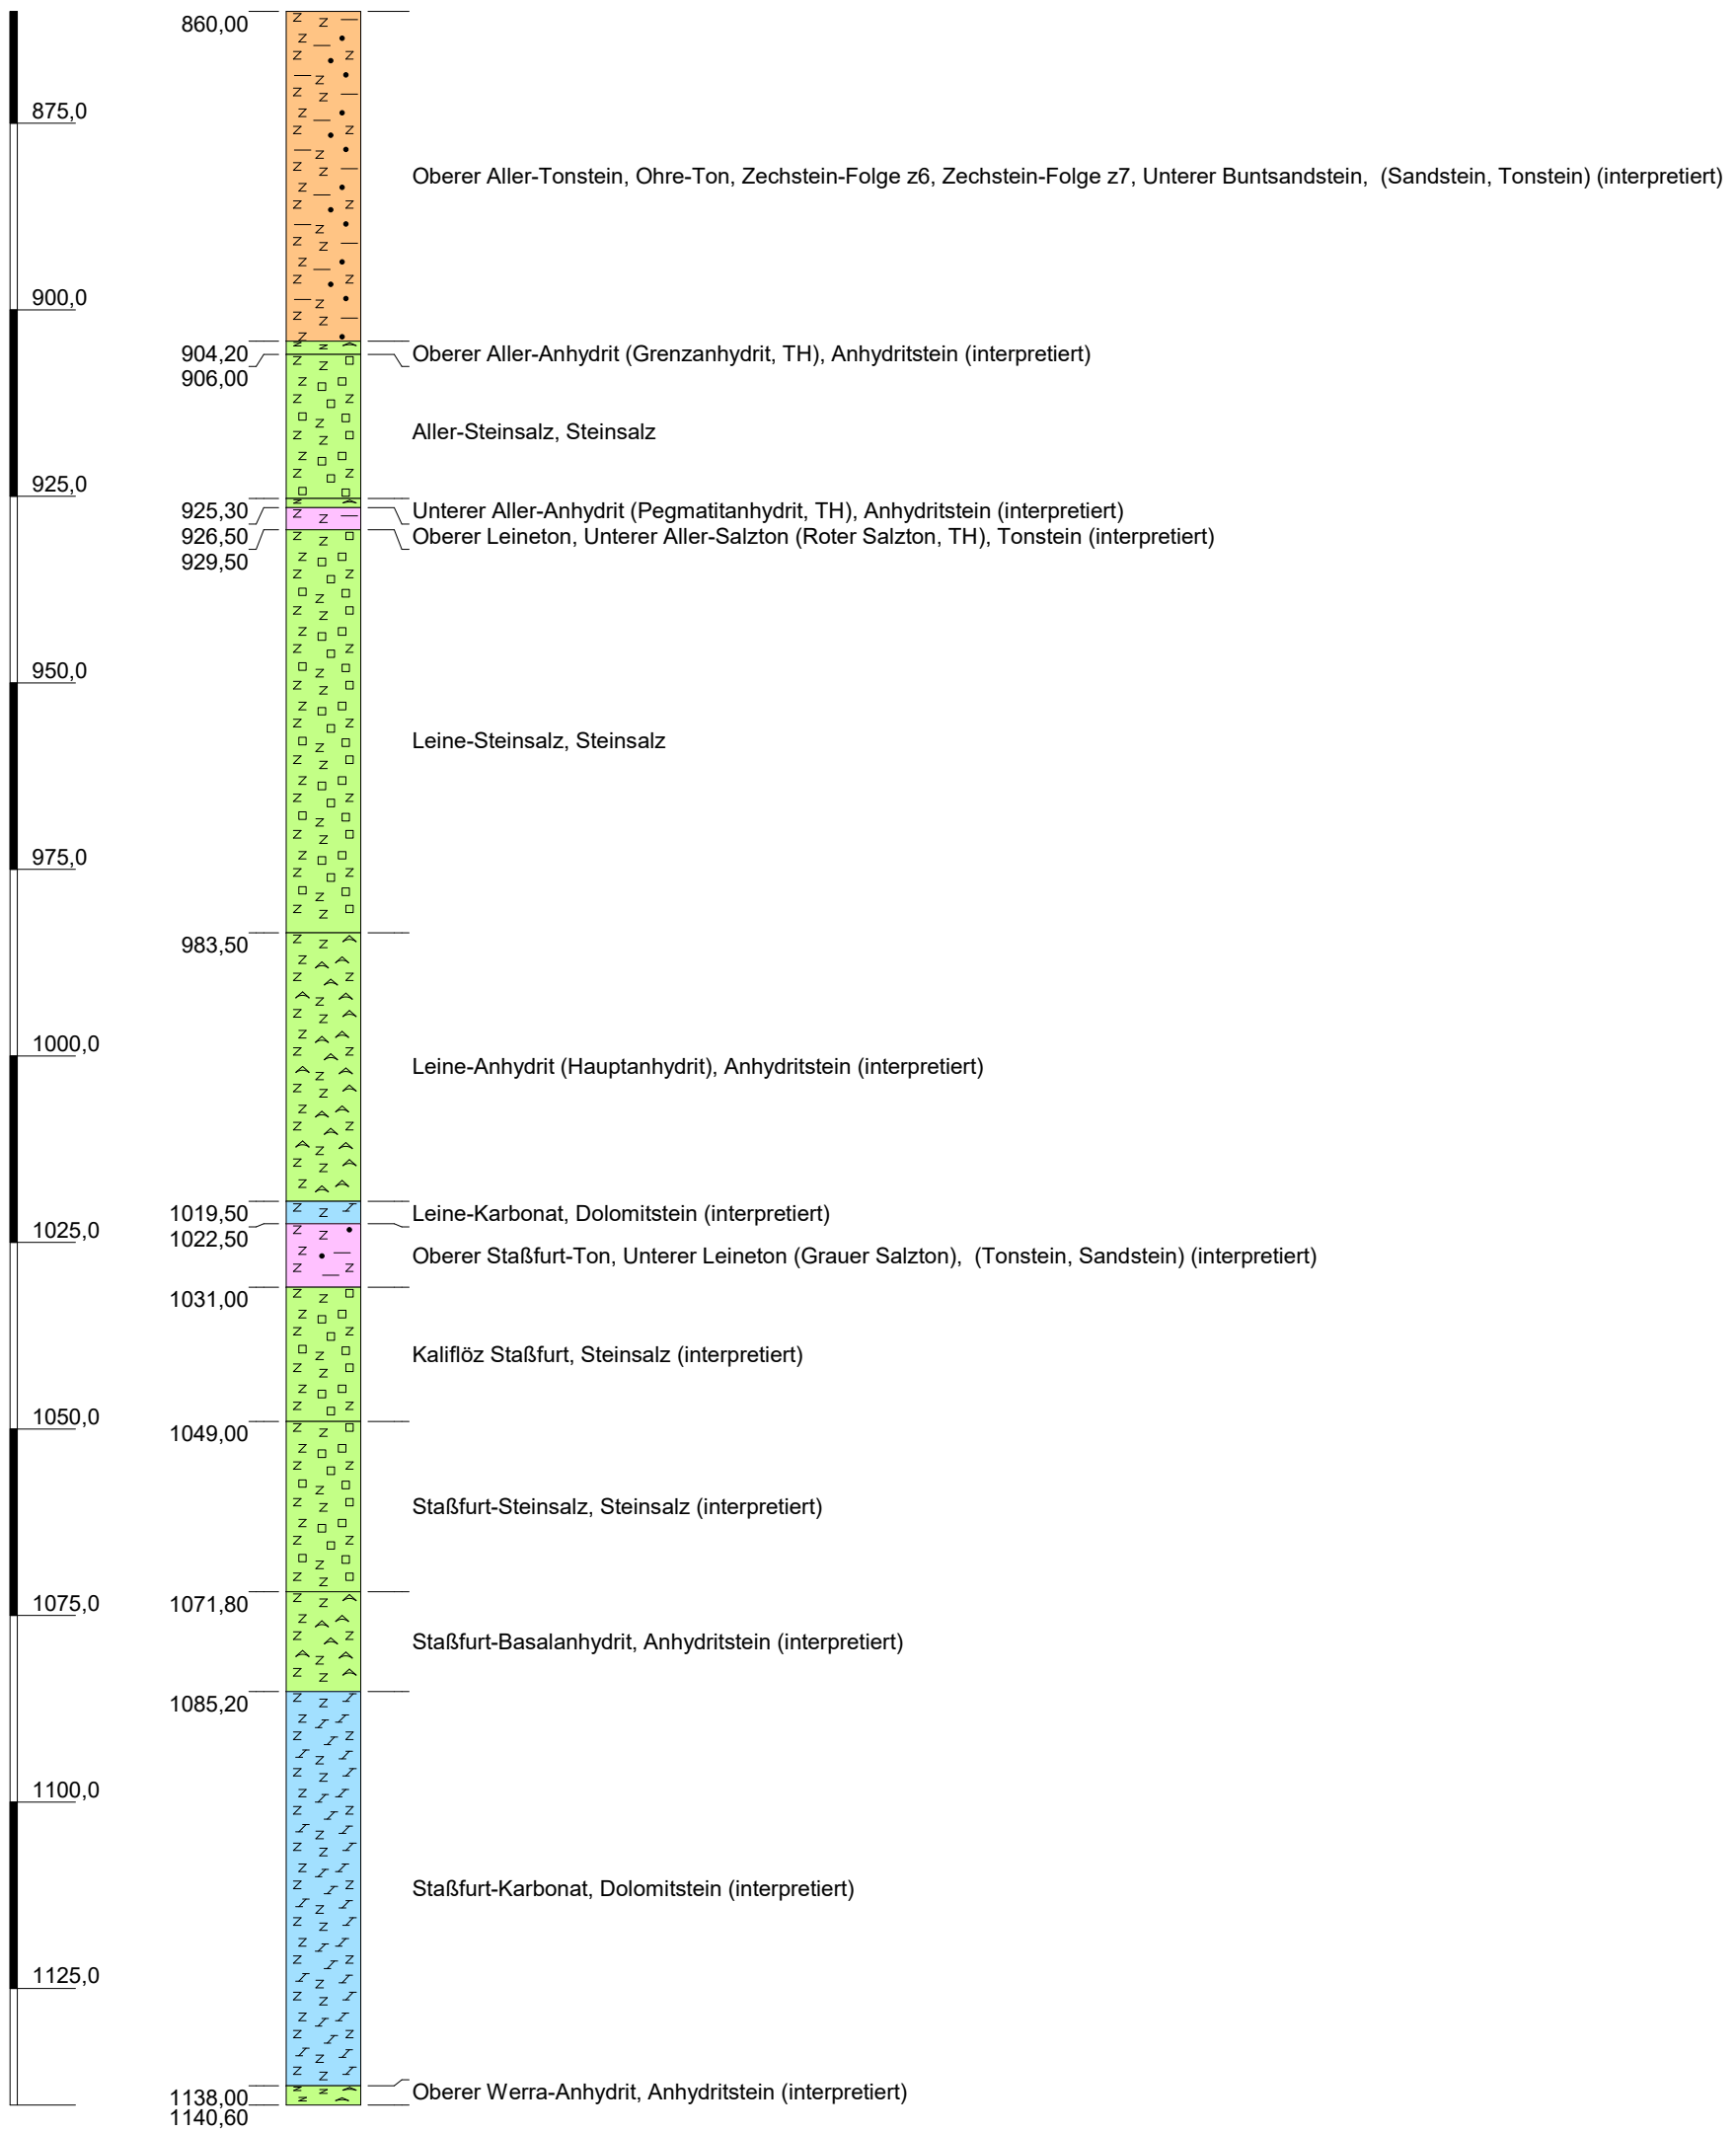 860,00
875,0
Oberer Aller-Tonstein, Ohre-Ton, Zechstein-Folge z6, Zechstein-Folge z7, Unterer Buntsandstein,  (Sandstein, Tonstein) (interpretiert)
900,0
904,20
Oberer Aller-Anhydrit (Grenzanhydrit, TH), Anhydritstein (interpretiert)
906,00
Aller-Steinsalz, Steinsalz
925,0
925,30
Unterer Aller-Anhydrit (Pegmatitanhydrit, TH), Anhydritstein (interpretiert)
926,50
Oberer Leineton, Unterer Aller-Salzton (Roter Salzton, TH), Tonstein (interpretiert)
929,50
950,0
Leine-Steinsalz, Steinsalz
975,0
983,50
1000,0
Leine-Anhydrit (Hauptanhydrit), Anhydritstein (interpretiert)
1019,50
Leine-Karbonat, Dolomitstein (interpretiert)
1025,0
1022,50
Oberer Staßfurt-Ton, Unterer Leineton (Grauer Salzton),  (Tonstein, Sandstein) (interpretiert)
1031,00
Kaliflöz Staßfurt, Steinsalz (interpretiert)
1050,0
1049,00
Staßfurt-Steinsalz, Steinsalz (interpretiert)
1075,0
1071,80
Staßfurt-Basalanhydrit, Anhydritstein (interpretiert)
1085,20
1100,0
Staßfurt-Karbonat, Dolomitstein (interpretiert)
1125,0
1138,00
Oberer Werra-Anhydrit, Anhydritstein (interpretiert)
1140,60